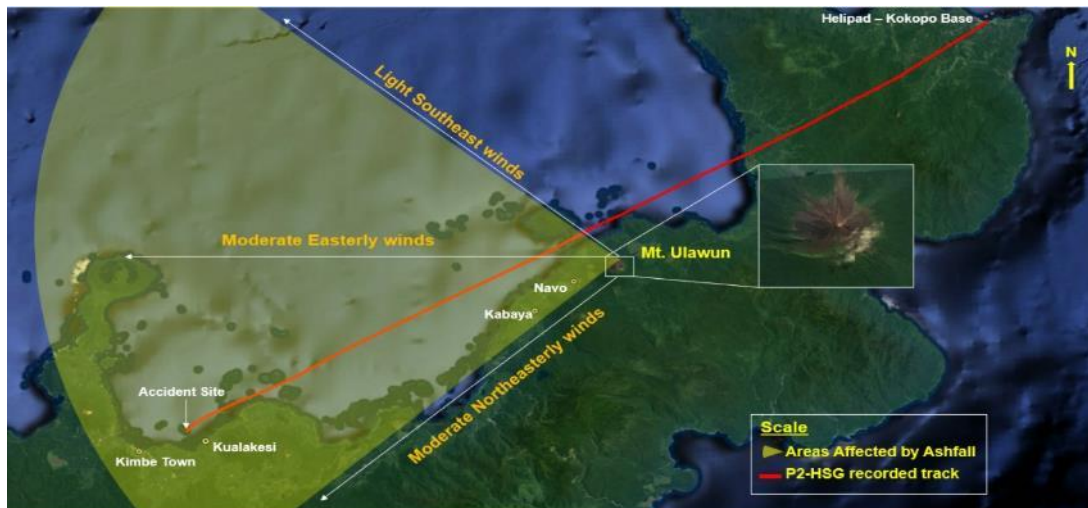 Helipad – Kokopo Base
N
Light Southeast winds
Moderate Easterly winds
Mt. Ulawun
Navo
Kabaya
Moderate Northeasterly winds
Accident Site
Kualakesi
Kimbe Town
Scale
Areas Affected by Ashfall
P2-HSG recorded track